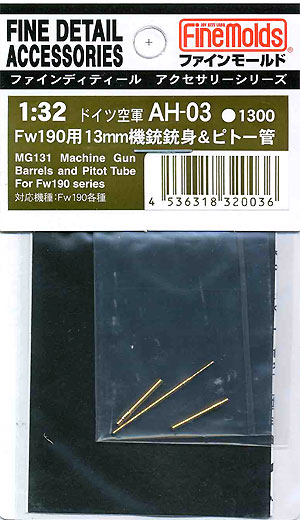 FINE DETAIL
ACCESSORIES
JOY KITS USER
FineMolds
ファインモールド
ファインディティール アクセサリーシリーズ
1:32 ドイツ空軍 AH-03 ●1300
Fw190用13mm機銃銃身&ピトー管
MG131 Machine Gun
Barrels and Pitot Tube
For Fw190 series
対応機種:Fw190各種
4 536318 320036